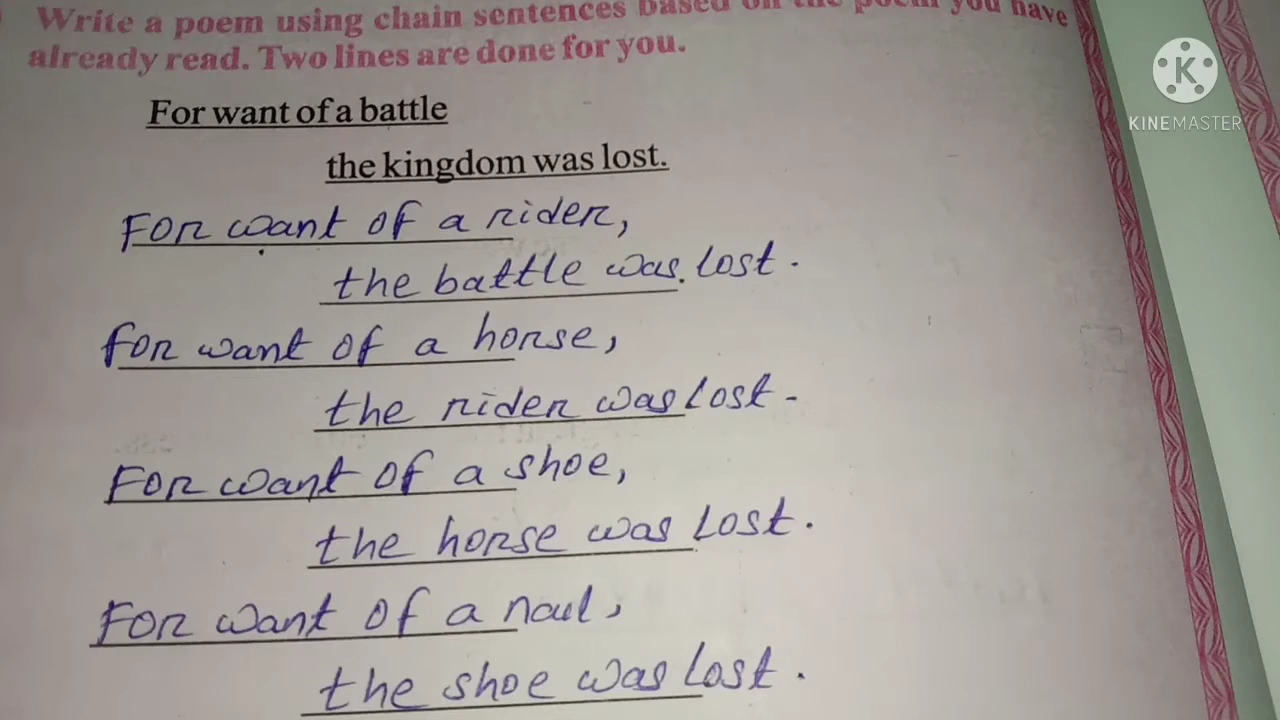 Write a poem using chain sentences based on the poem you have
already read. Two lines are done for you.
For want of a battle
the kingdom was lost.
For want of a rider,
the battle was lost.
for want of a horse,
the rider was lost.
For want of a shoe,
the horse was lost.
For want of a nail,
the shoe was lost.
K
KINEMASTER